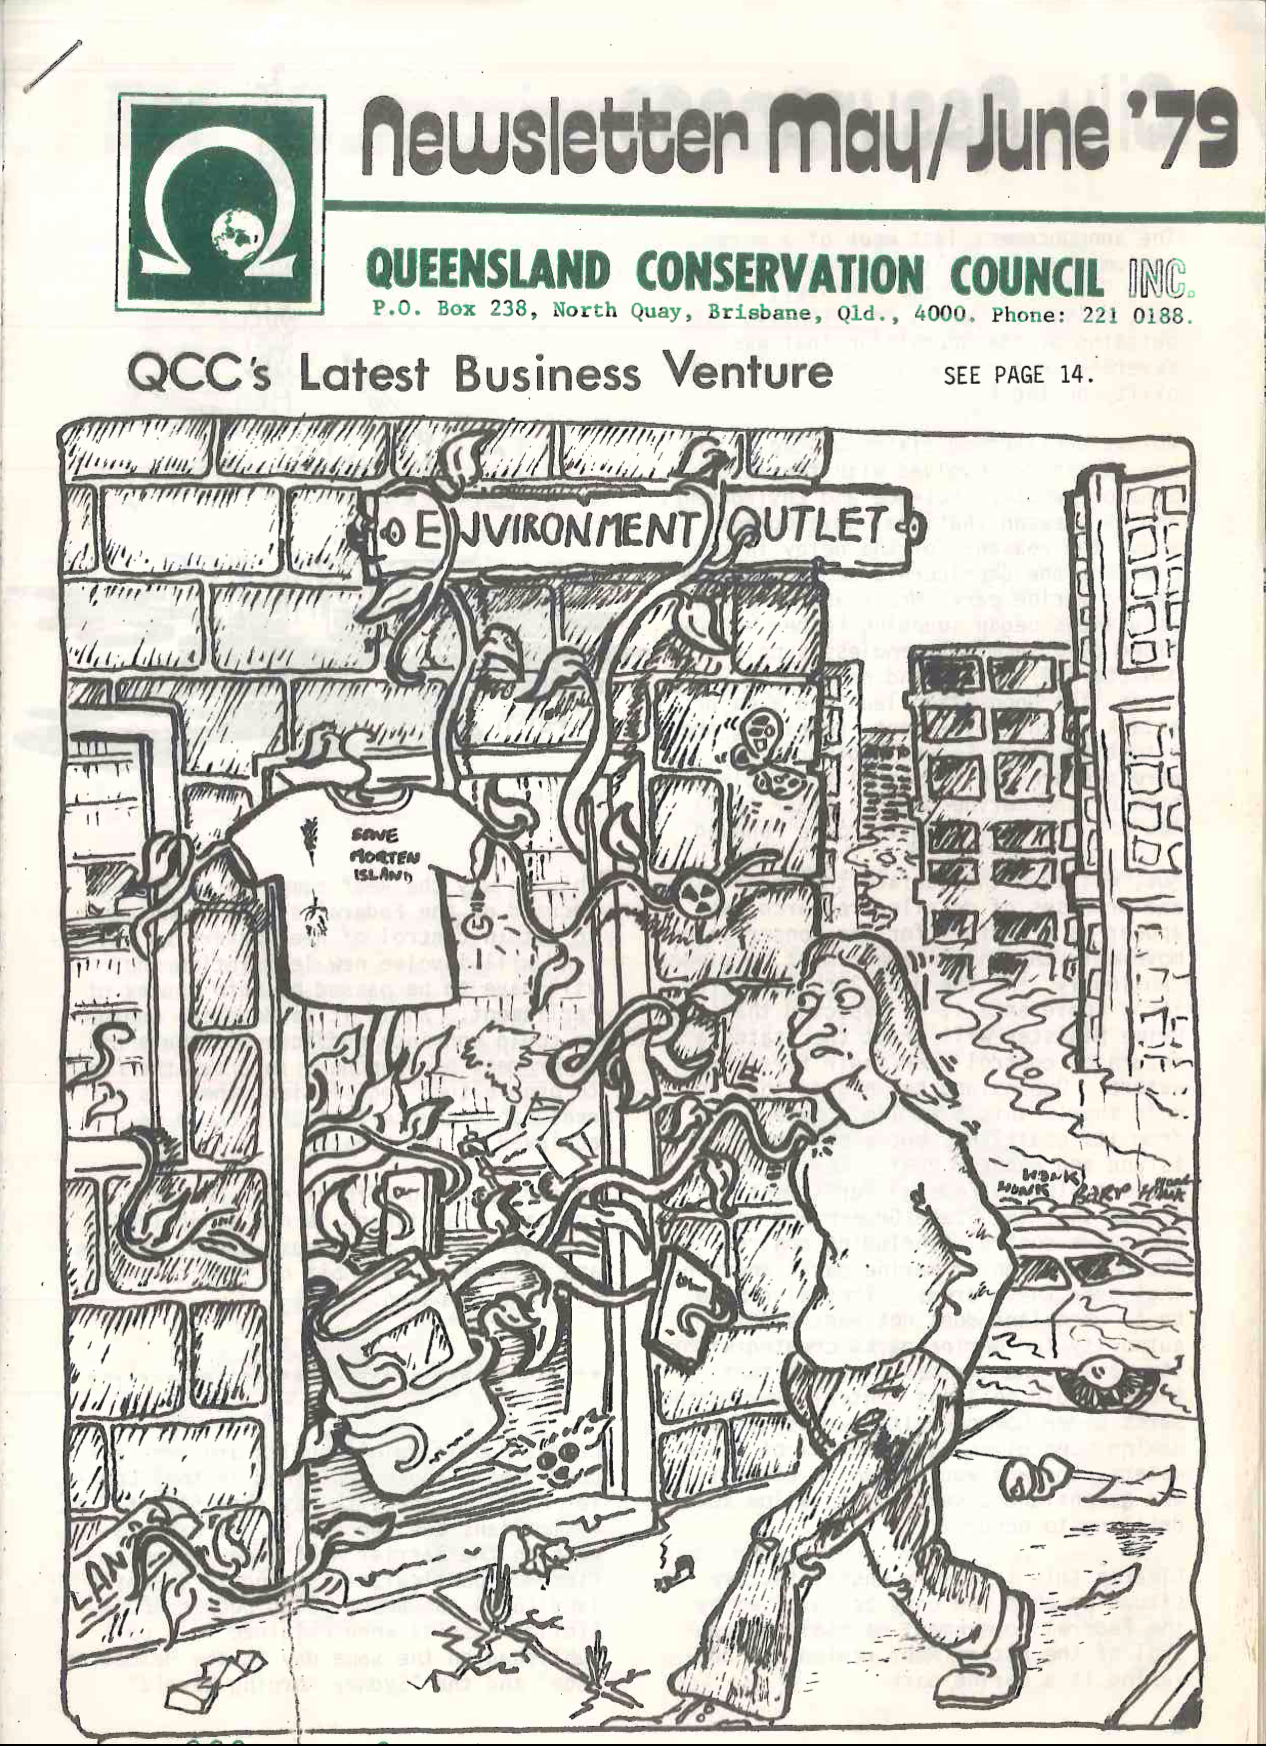 Newsletter May/June '79
QUEENSLAND CONSERVATION COUNCIL INC.
P.O. Box 238, North Quay, Brisbane, Qld., 4000. Phone: 221 0188.
QCC's Latest Business Venture
SEE PAGE 14.
ENVIRONMENT OUTLET
SAVE
MORTEN
ISLAND
HONK
HONK BARP HONK
LAN